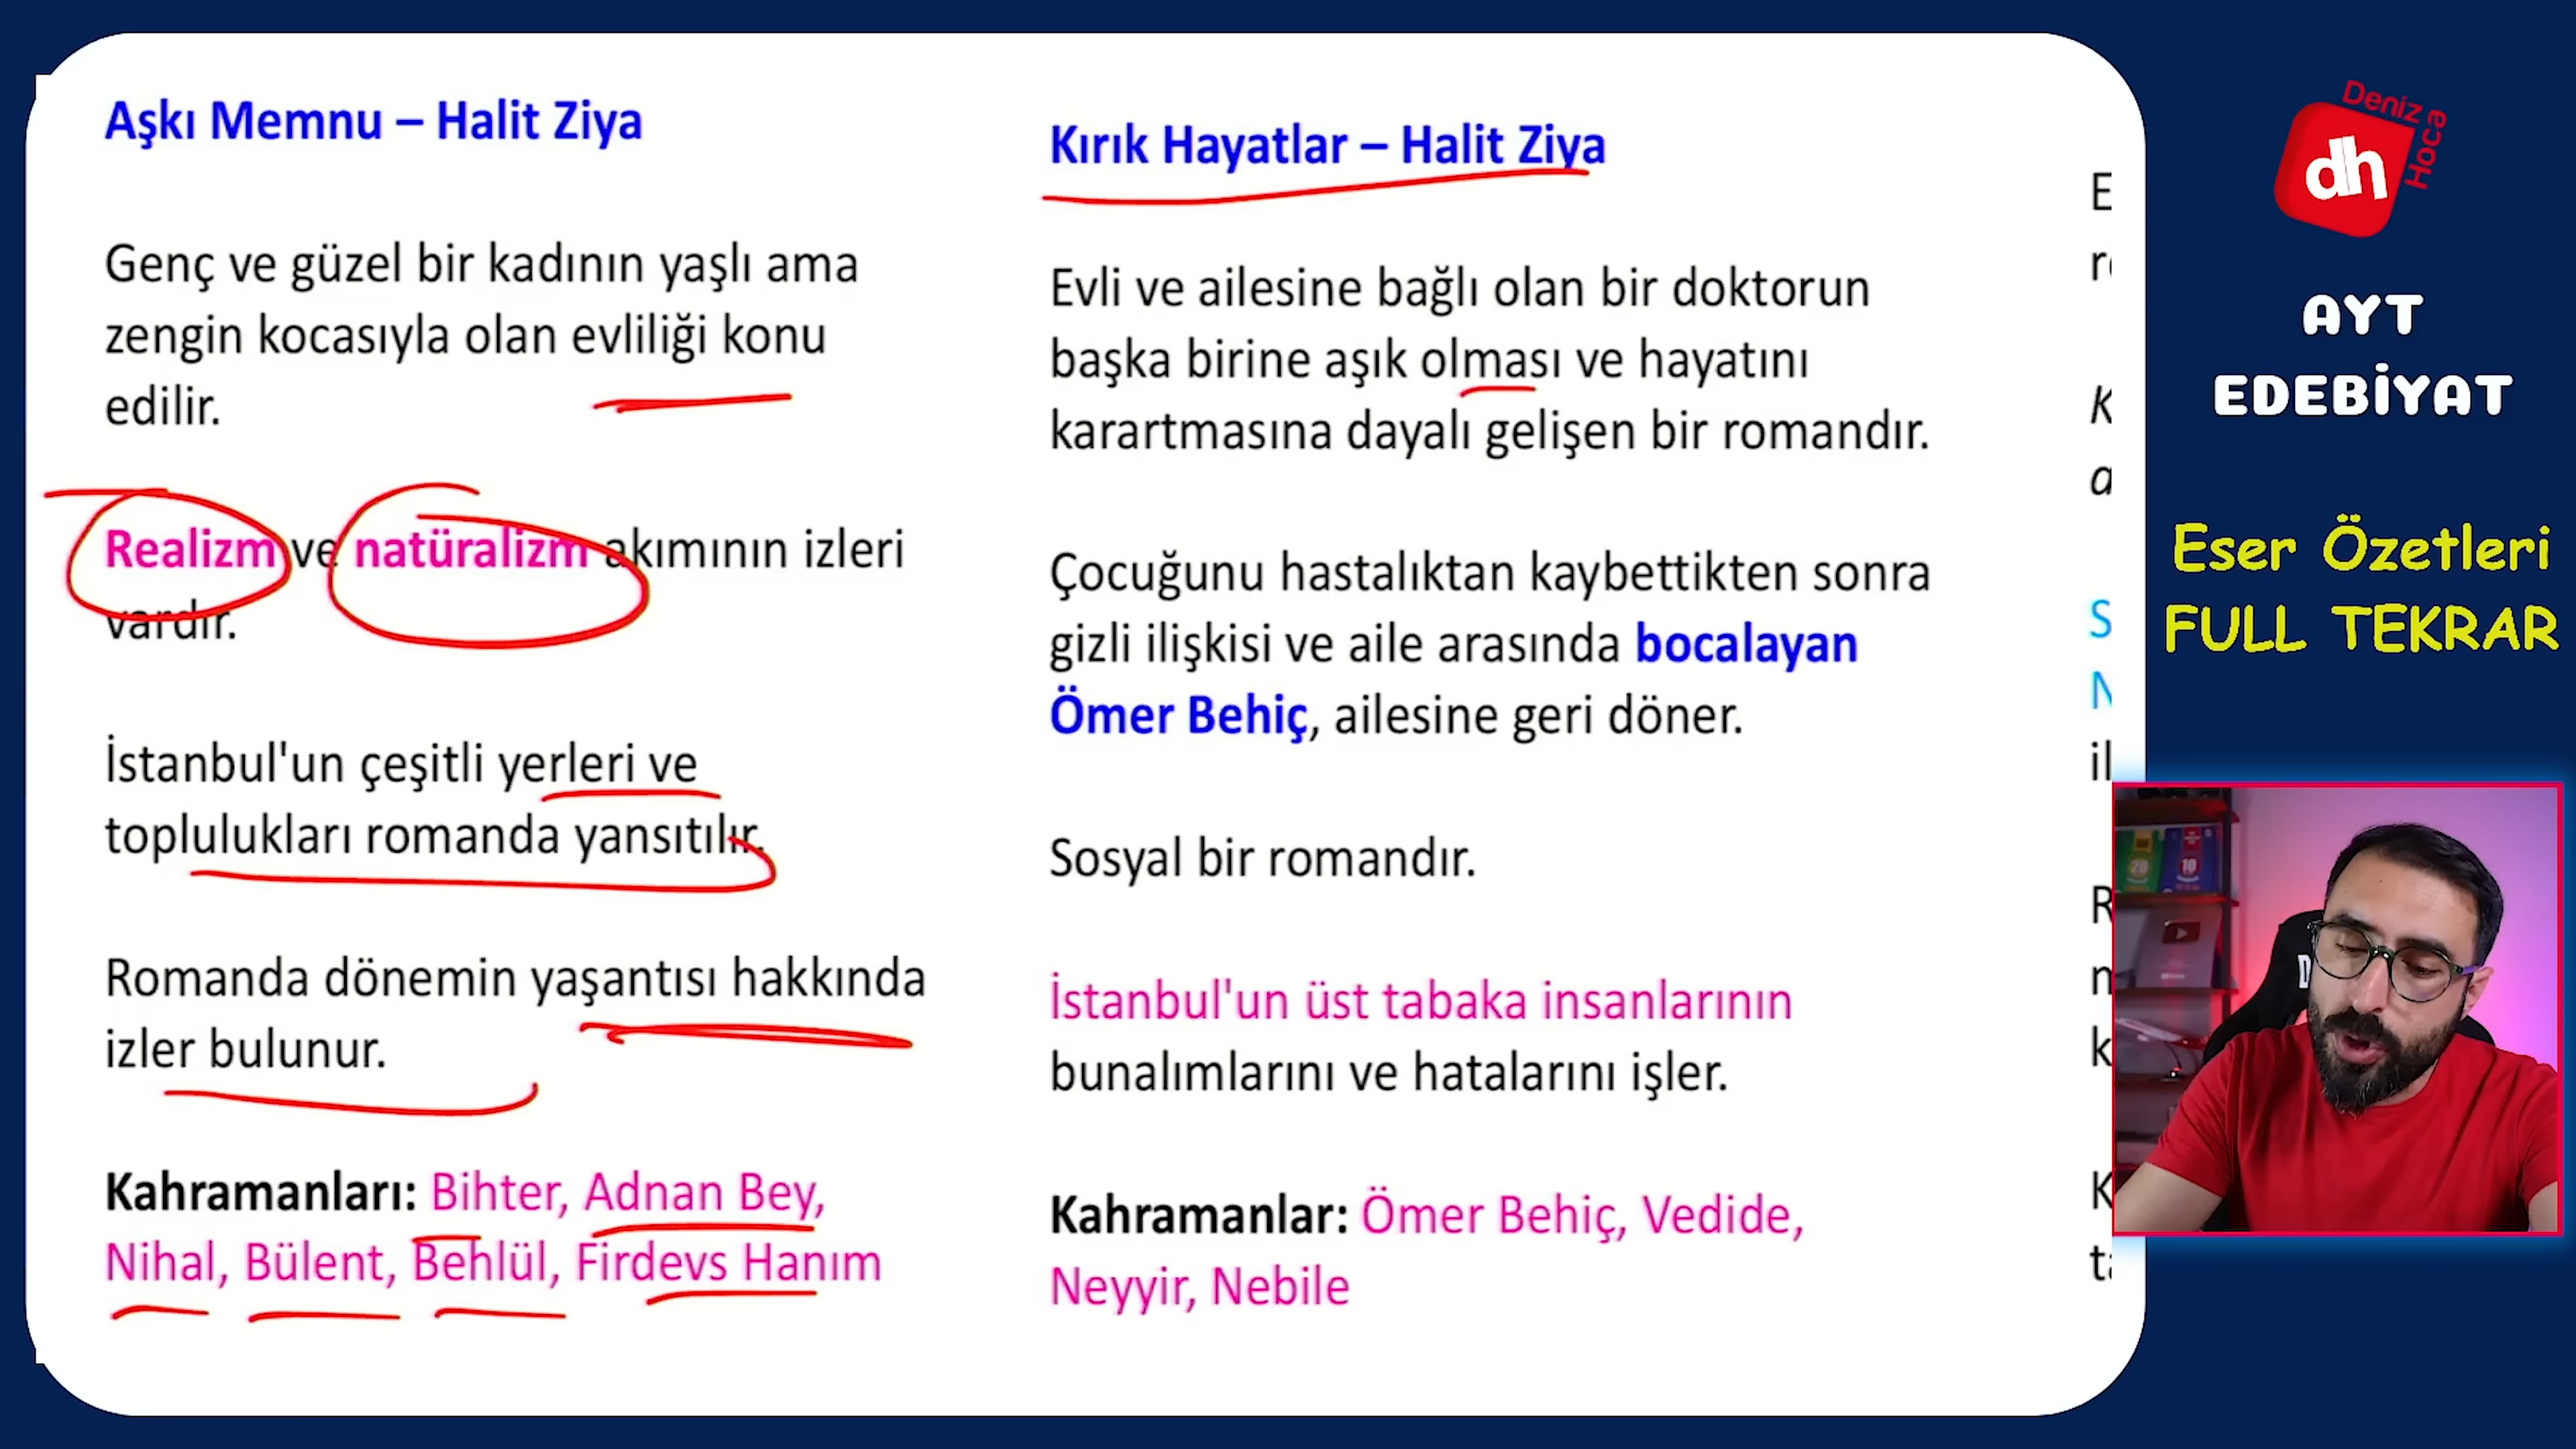 Aşkı Memnu – Halit Ziya
Genç ve güzel bir kadının yaşlı ama
zengin kocasıyla olan evliliği konu
edilir.
Realizm ve natüralizm akımının izleri
vardır.
İstanbul'un çeşitli yerleri ve
toplulukları romanda yansıtılır.
Romanda dönemin yaşantısı hakkında
izler bulunur.
Kahramanları: Bihter, Adnan Bey,
Nihal, Bülent, Behlül, Firdevs Hanım
Kırık Hayatlar – Halit Ziya
Evli ve ailesine bağlı olan bir doktorun
başka birine aşık olması ve hayatını
karartmasına dayalı gelişen bir romandır.
Çocuğunu hastalıktan kaybettikten sonra
gizli ilişkisi ve aile arasında bocalayan
Ömer Behiç, ailesine geri döner.
Sosyal bir romandır.
İstanbul'un üst tabaka insanlarının
bunalımlarını ve hatalarını işler.
Kahramanlar: Ömer Behiç, Vedide,
Neyyir, Nebile
Deniz Hoca
dh
AYT
EDEBİYAT
Eser Özetleri
FULL TEKRAR